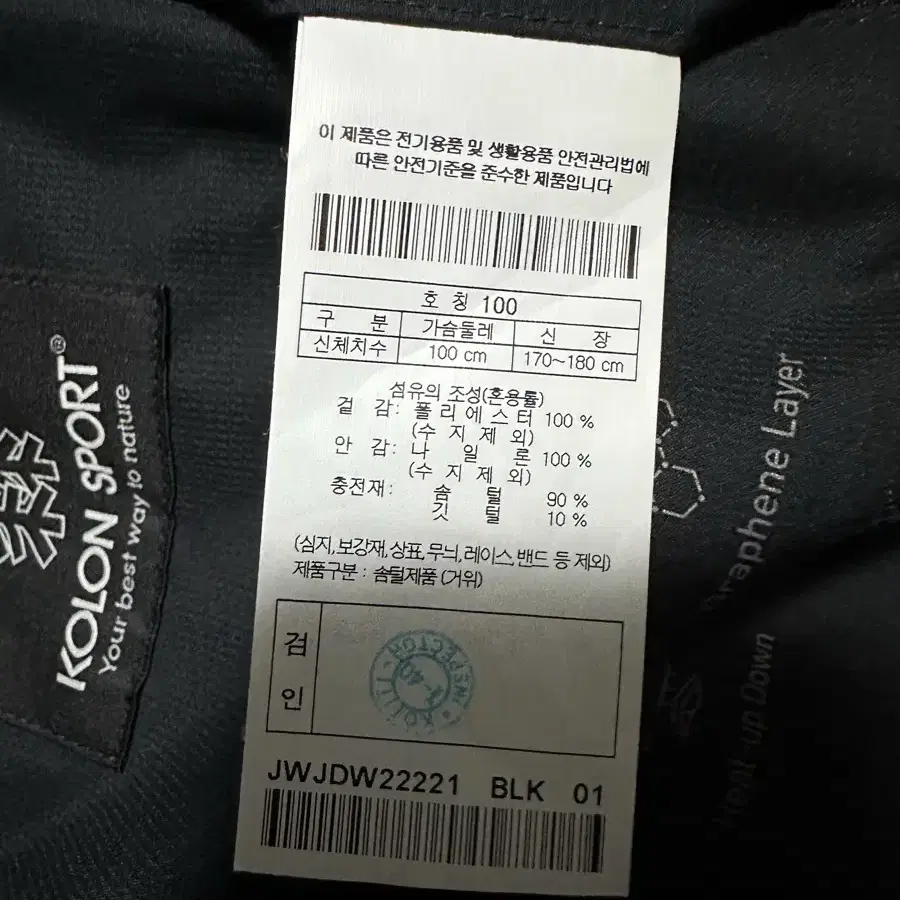 이 제품은 전기용품 및 생활용품 안전관리법에
따른 안전기준을 준수한 제품입니다
호 칭 100
구 분 가슴둘레 신 장
신체치수 100 cm 170~180 cm
섬유의 조성(혼용률)
겉 감: 폴 리 에 스 터 100 %
(수 지 제 외)
안 감: 나 일 론 100 %
(수 지 제 외)
충전재: 솜 털 90 %
깃 털 10 %
(심지,보강재,상표,무늬,레이스,밴드 등 제외)
제품구분 : 솜털제품 (거위)
검
인
INSPECTOR
JWJDW22221 BLK 01
KOLON SPORT®
Your best way to nature
Graphene Layer
Heat-up Down